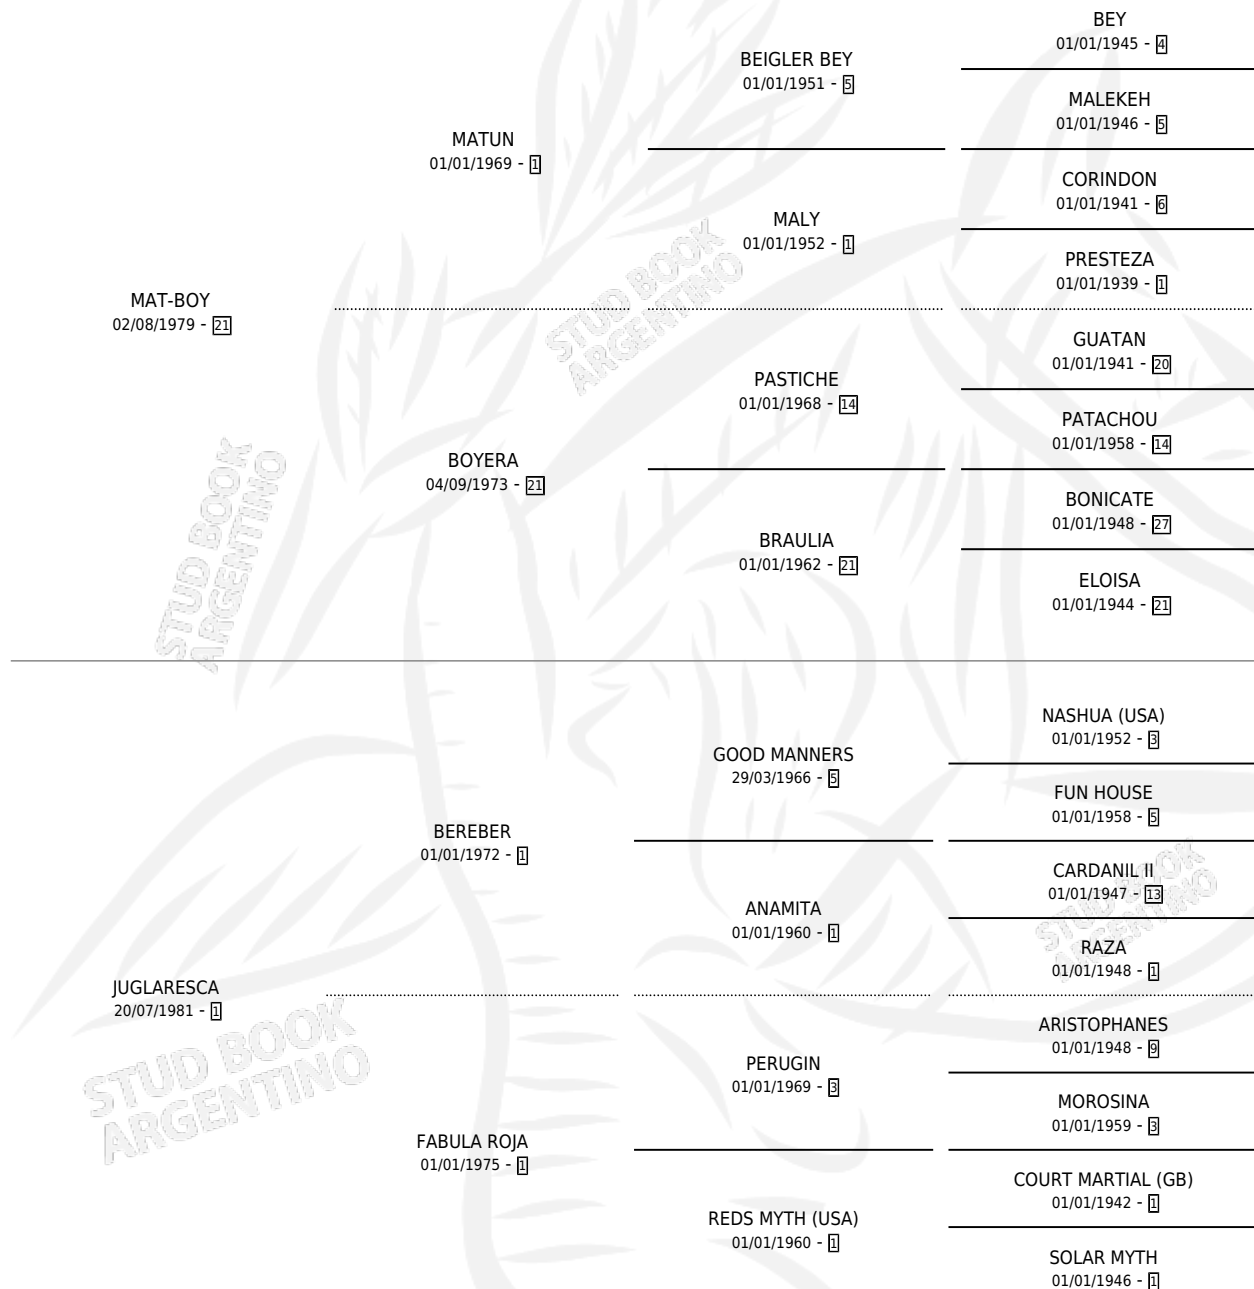 BEY
01/01/1945 - 4
BEIGLER BEY
01/01/1951 - 5
MALEKEH
01/01/1946 - 5
MATUN
01/01/1969 - 1
CORINDON
01/01/1941 - 6
MALY
01/01/1952 - 1
PRESTEZA
01/01/1939 - 1
MAT-BOY
02/08/1979 - 21
GUATAN
01/01/1941 - 20
PASTICHE
01/01/1968 - 14
PATACHOU
01/01/1958 - 14
BOYERA
04/09/1973 - 21
BONICATE
01/01/1948 - 27
BRAULIA
01/01/1962 - 21
ELOISA
01/01/1944 - 21
NASHUA (USA)
01/01/1952 - 3
GOOD MANNERS
29/03/1966 - 5
FUN HOUSE
01/01/1958 - 5
BEREBER
01/01/1972 - 1
CARDANIL II
01/01/1947 - 13
ANAMITA
01/01/1960 - 1
RAZA
01/01/1948 - 1
JUGLARESCA
20/07/1981 - 1
ARISTOPHANES
01/01/1948 - 9
PERUGIN
01/01/1969 - 3
MOROSINA
01/01/1959 - 3
FABULA ROJA
01/01/1975 - 1
COURT MARTIAL (GB)
01/01/1942 - 1
REDS MYTH (USA)
01/01/1960 - 1
SOLAR MYTH
01/01/1946 - 1
STUD BOOK
ARGENTINO
STUD BOOK
ARGENTINO
STUD BOOK
ARGENTINO
STUD BOOK
ARGENTINO